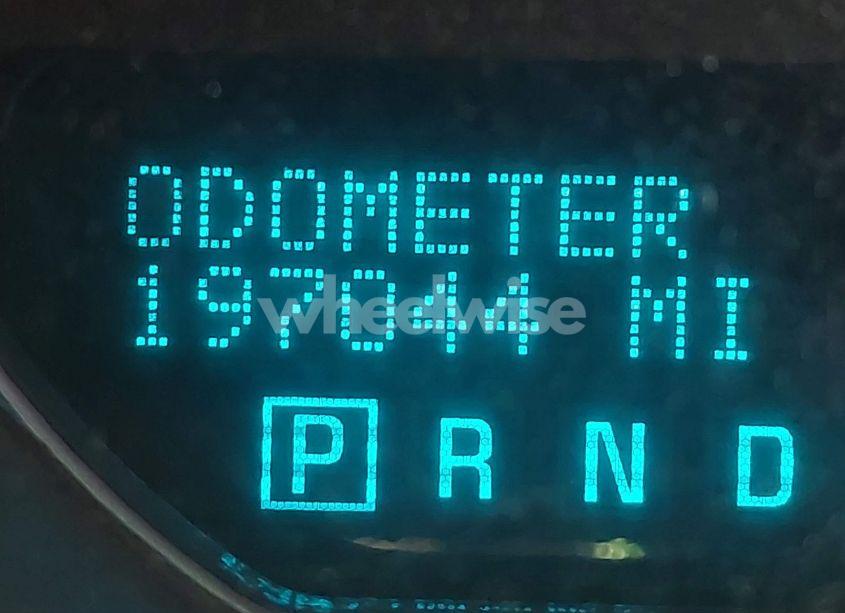 ODOMETER
197044 MI
wheelwise
P R N D